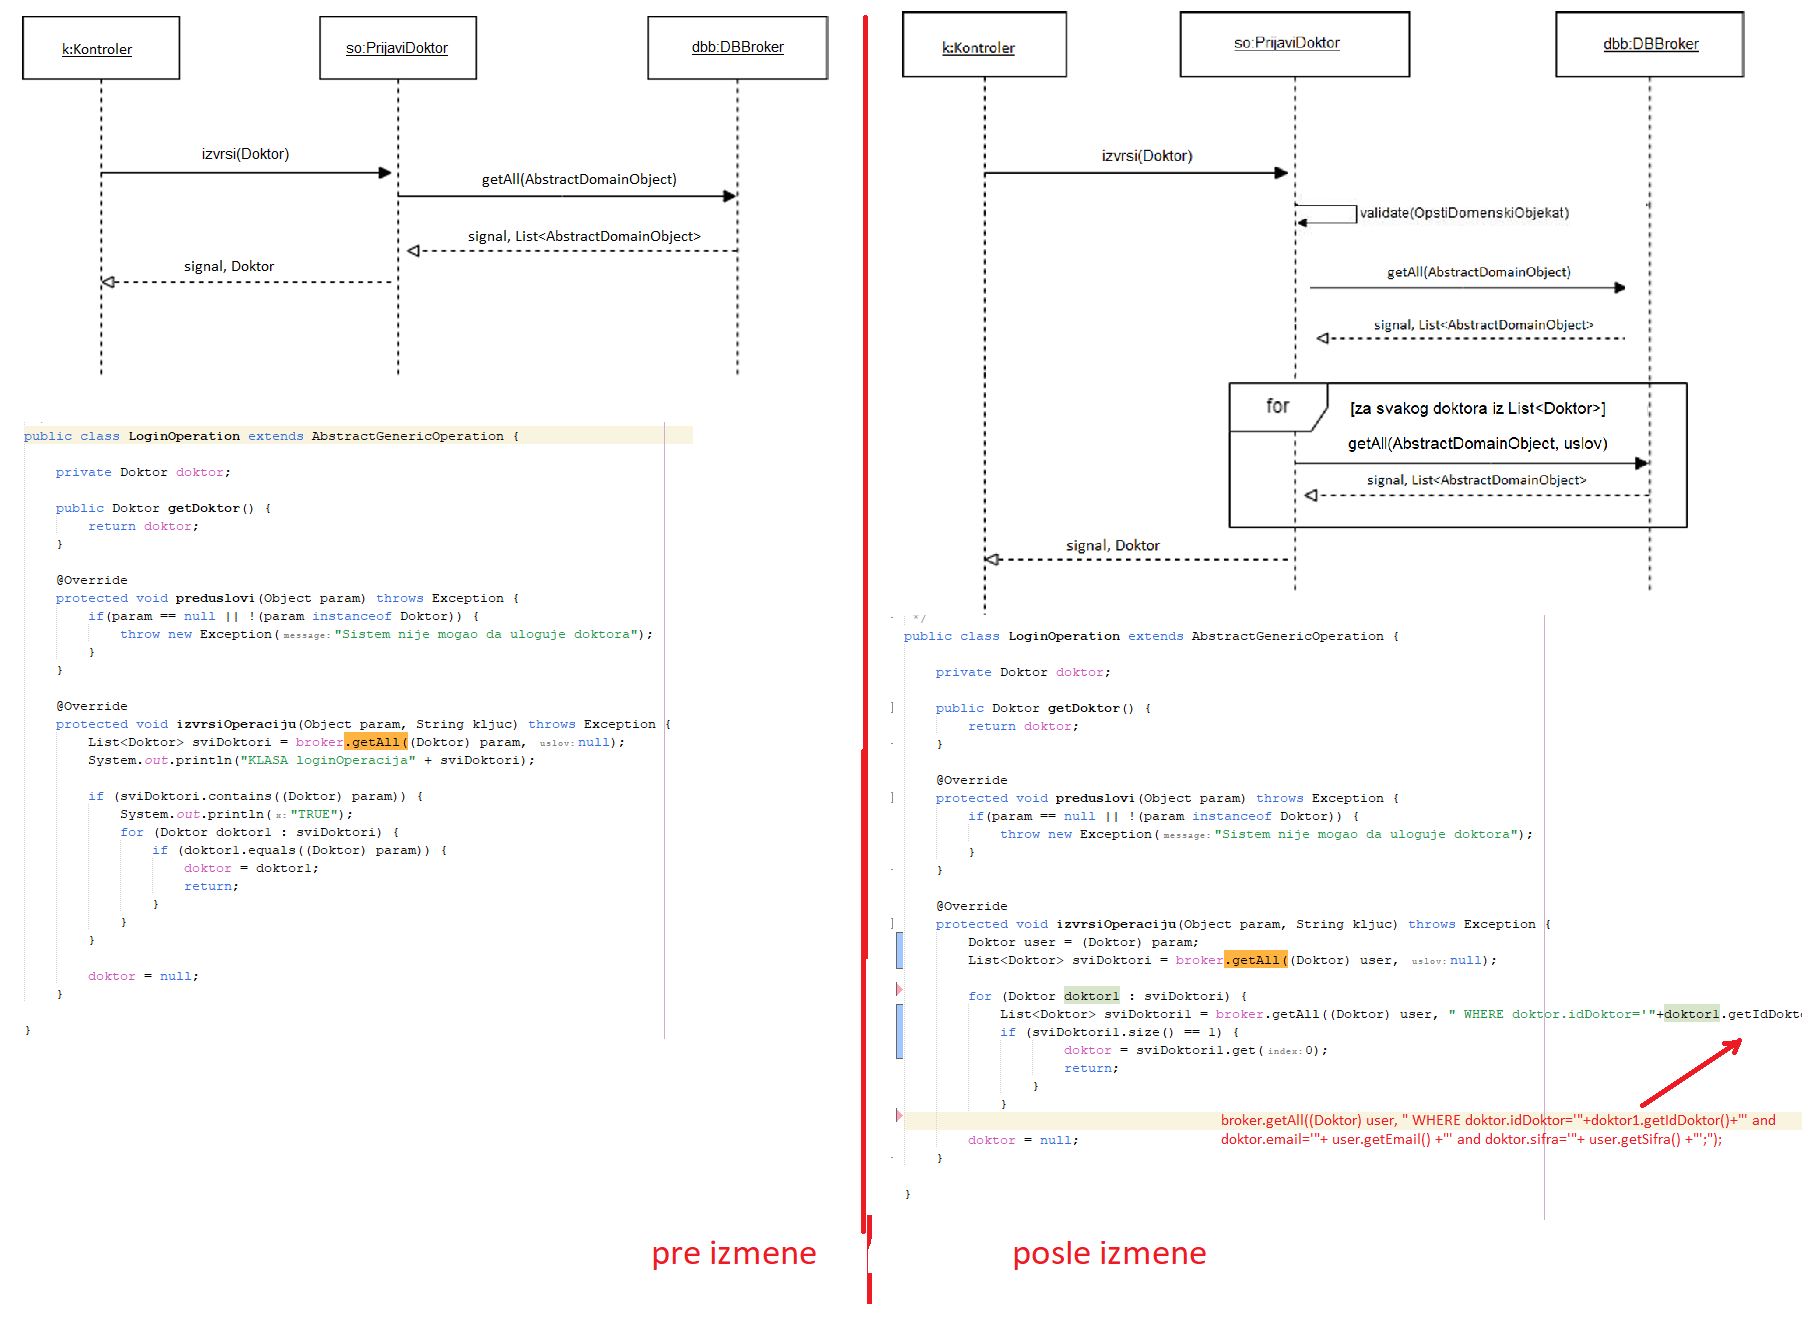 k:Kontroler
so:PrijaviDoktor
dbb:DBBroker
izvrsi(Doktor)
getAll(AbstractDomainObject)
signal, List<AbstractDomainObject>
signal, Doktor
public class LoginOperation extends AbstractGenericOperation {
private Doktor doktor;
public Doktor getDoktor() {
return doktor;
}
@Override
protected void preduslovi(Object param) throws Exception {
if(param == null || !(param instanceof Doktor)) {
throw new Exception(message:"Sistem nije mogao da uloguje doktora");
}
}
@Override
protected void izvrsiOperaciju(Object param, String kljuc) throws Exception {
List<Doktor> sviDoktori = broker.getAll((Doktor) param, uslov:null);
System.out.println("KLASA loginOperacija" + sviDoktori);
if (sviDoktori.contains((Doktor) param)) {
System.out.println(x:"TRUE");
for (Doktor doktor1 : sviDoktori) {
if (doktor1.equals((Doktor) param)) {
doktor = doktor1;
return;
}
}
}
doktor = null;
}
}
pre izmene
k:Kontroler
so:PrijaviDoktor
dbb:DBBroker
izvrsi(Doktor)
validate(OpstiDomenskiObjekat)
getAll(AbstractDomainObject)
signal, List<AbstractDomainObject>
for
[za svakog doktora iz List<Doktor>]
getAll(AbstractDomainObject, uslov)
signal, List<AbstractDomainObject>
signal, Doktor
*/
public class LoginOperation extends AbstractGenericOperation {
private Doktor doktor;
public Doktor getDoktor() {
return doktor;
}
@Override
protected void preduslovi(Object param) throws Exception {
if(param == null || !(param instanceof Doktor)) {
throw new Exception(message:"Sistem nije mogao da uloguje doktora");
}
}
@Override
protected void izvrsiOperaciju(Object param, String kljuc) throws Exception {
Doktor user = (Doktor) param;
List<Doktor> sviDoktori = broker.getAll((Doktor) user, uslov:null);
for (Doktor doktor1 : sviDoktori) {
List<Doktor> sviDoktori1 = broker.getAll((Doktor) user, " WHERE doktor.idDoktor='"+doktor1.getIdDokto
if (sviDoktori1.size() == 1) {
doktor = sviDoktori1.get(index:0);
return;
}
}
broker.getAll((Doktor) user, " WHERE doktor.idDoktor='"+doktor1.getIdDoktor()+"' and
doktor.email='"+ user.getEmail() +"' and doktor.sifra='"+ user.getSifra() +"';");
doktor = null;
}
}
posle izmene